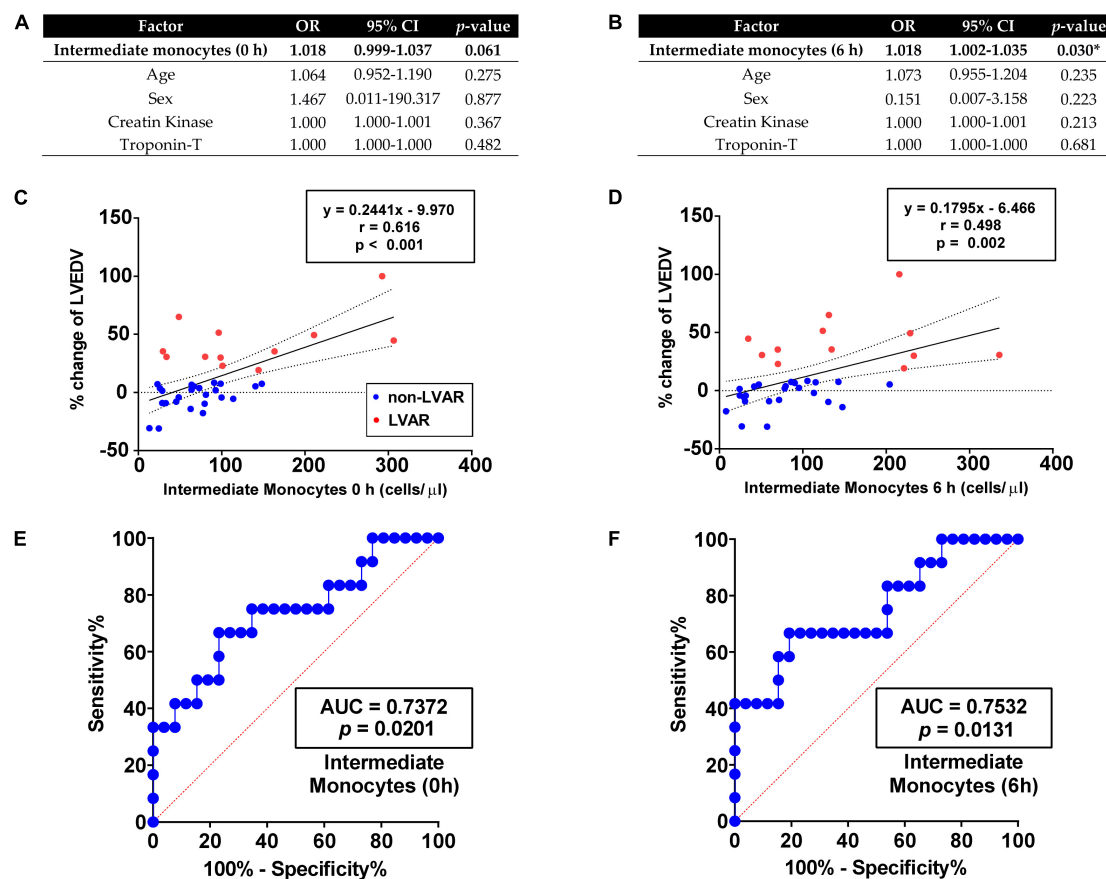 A
Factor OR 95% CI p-value
Intermediate monocytes (0 h) 1.018 0.999-1.037 0.061
Age 1.064 0.952-1.190 0.275
Sex 1.467 0.011-190.317 0.877
Creatin Kinase 1.000 1.000-1.001 0.367
Troponin-T 1.000 1.000-1.000 0.482
B
Factor OR 95% CI p-value
Intermediate monocytes (6 h) 1.018 1.002-1.035 0.030*
Age 1.073 0.955-1.204 0.235
Sex 0.151 0.007-3.158 0.223
Creatin Kinase 1.000 1.000-1.001 0.213
Troponin-T 1.000 1.000-1.000 0.681
C
y = 0.2441x - 9.970
r = 0.616
p < 0.001
% change of LVEDV
150
100
50
0
-50
non-LVAR
LVAR
0 100 200 300 400
Intermediate Monocytes 0 h (cells/μl)
D
y = 0.1795x - 6.466
r = 0.498
p = 0.002
% change of LVEDV
150
100
50
0
-50
0 100 200 300 400
Intermediate Monocytes 6 h (cells/μl)
E
Sensitivity%
100
80
60
40
20
0
AUC = 0.7372
p = 0.0201
Intermediate
Monocytes (0h)
0 20 40 60 80 100
100% - Specificity%
F
Sensitivity%
100
80
60
40
20
0
AUC = 0.7532
p = 0.0131
Intermediate
Monocytes (6h)
0 20 40 60 80 100
100% - Specificity%